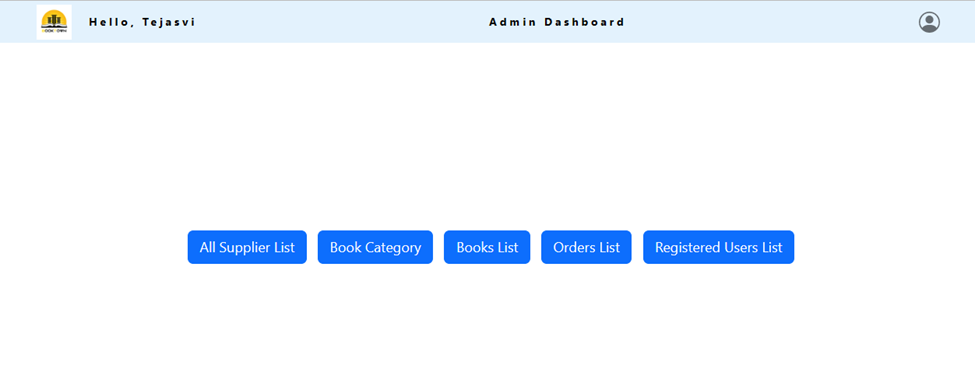 Hello, Tejasvi
Admin Dashboard
All Supplier List
Book Category
Books List
Orders List
Registered Users List